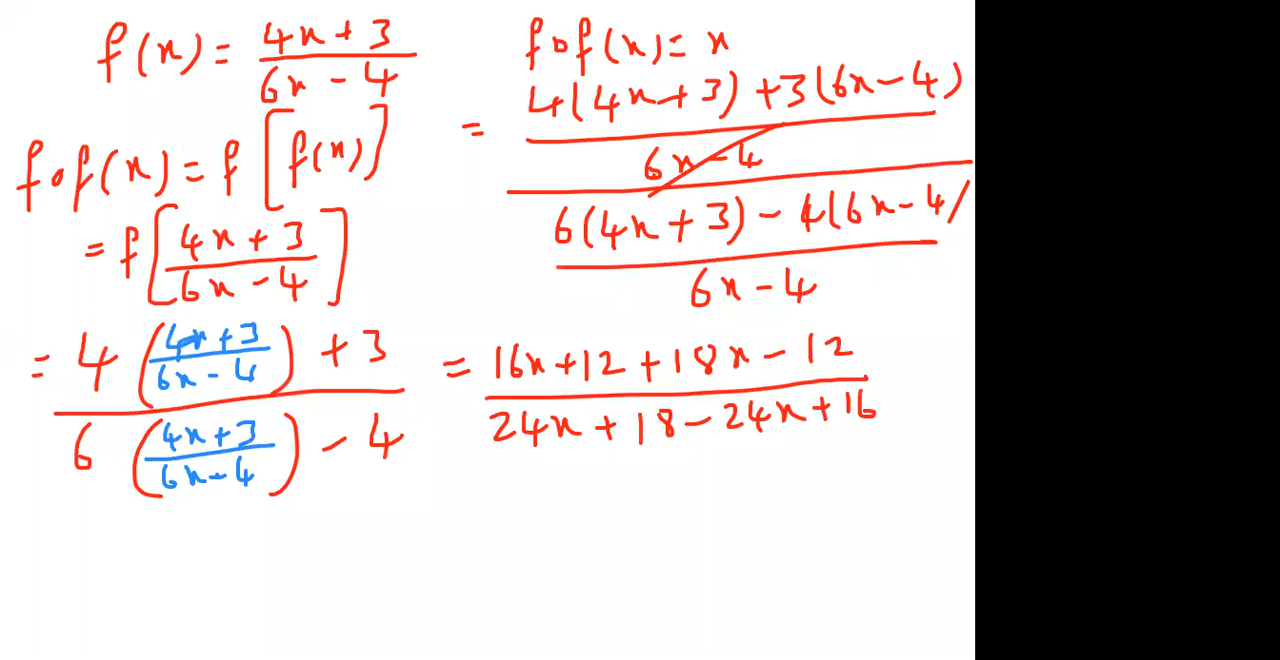 f(x) = (4x + 3)/(6x - 4)
fof(x) = f[f(x)]
= f[(4x + 3)/(6x - 4)]
= (4((4x + 3)/(6x - 4)) + 3)/(6((4x + 3)/(6x - 4)) - 4)
fof(x) = x
= ((4(4x + 3) + 3(6x - 4))/(6x - 4))/((6(4x + 3) - 4(6x - 4)/(6x - 4))
= (16x + 12 + 18x - 12)/(24x + 18 - 24x + 16)